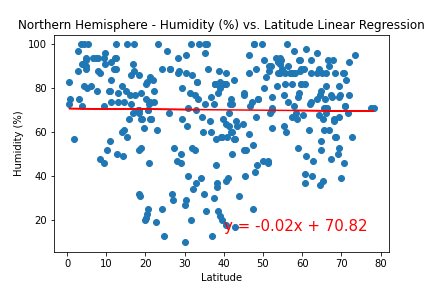 Northern Hemisphere - Humidity (%) vs. Latitude Linear Regression
100
80
60
40
20
Humidity (%)
y = -0.02x + 70.82
0 10 20 30 40 50 60 70 80
Latitude